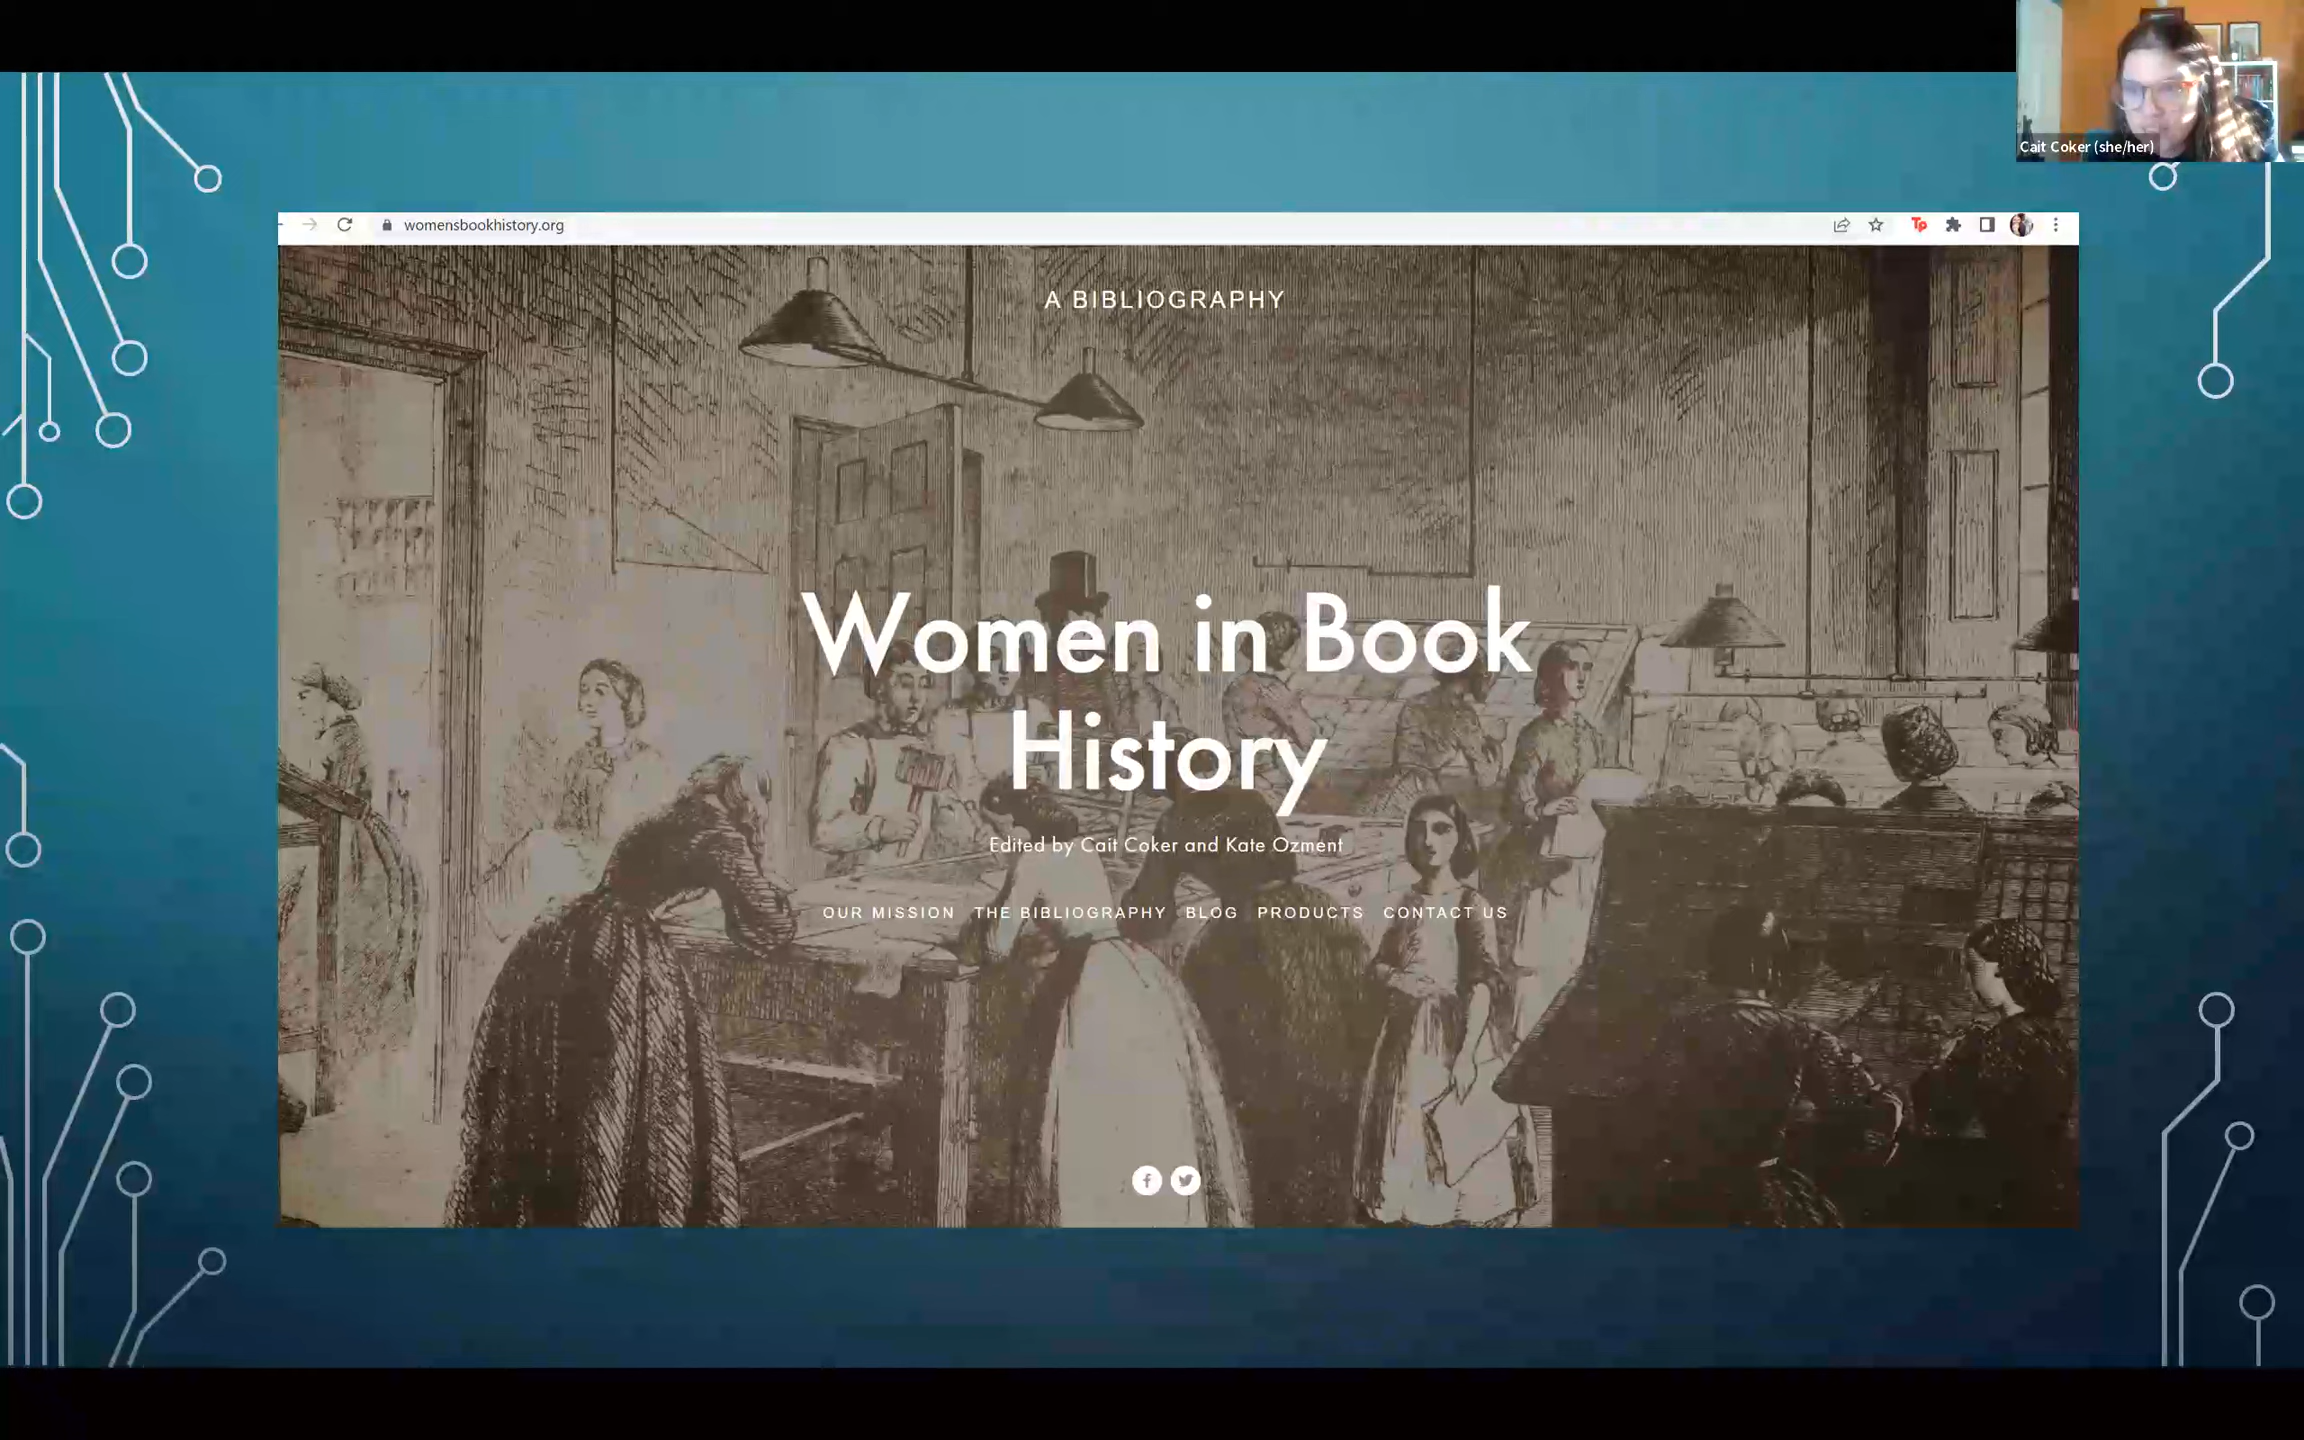 Cait Coker (she/her)
womensbookhistory.org
A BIBLIOGRAPHY
Women in Book
History
Edited by Cait Coker and Kate Ozment
OUR MISSION THE BIBLIOGRAPHY BLOG PRODUCTS CONTACT US